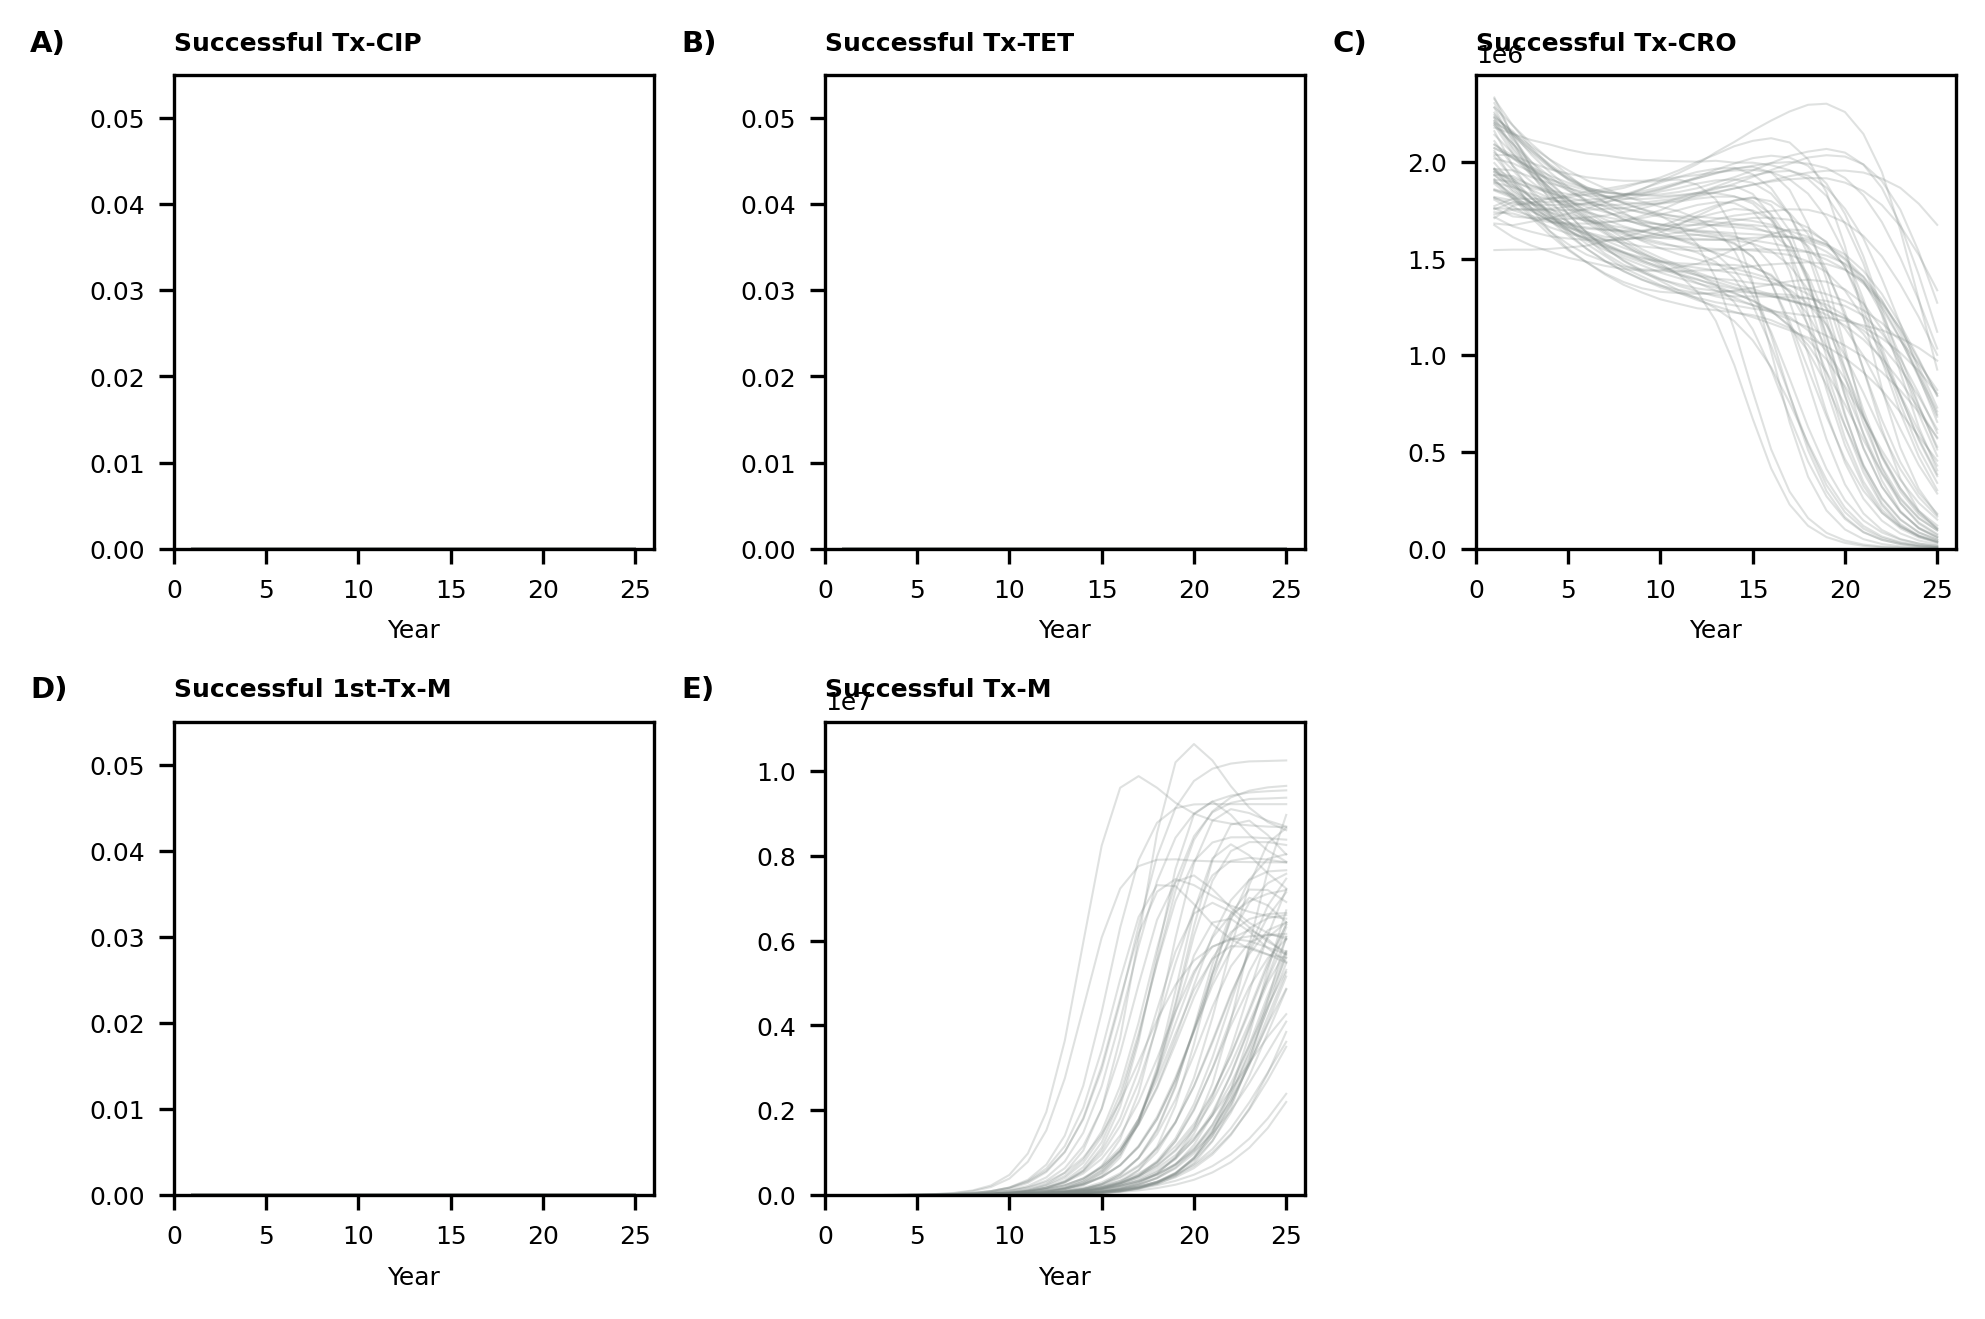 A) Successful Tx-CIP
0.05
0.04
0.03
0.02
0.01
0.00
0 5 10 15 20 25
Year
B) Successful Tx-TET
0.05
0.04
0.03
0.02
0.01
0.00
0 5 10 15 20 25
Year
C) Successful Tx-CRO
1e6
2.0
1.5
1.0
0.5
0.0
0 5 10 15 20 25
Year
D) Successful 1st-Tx-M
0.05
0.04
0.03
0.02
0.01
0.00
0 5 10 15 20 25
Year
E) Successful Tx-M
1e7
1.0
0.8
0.6
0.4
0.2
0.0
0 5 10 15 20 25
Year